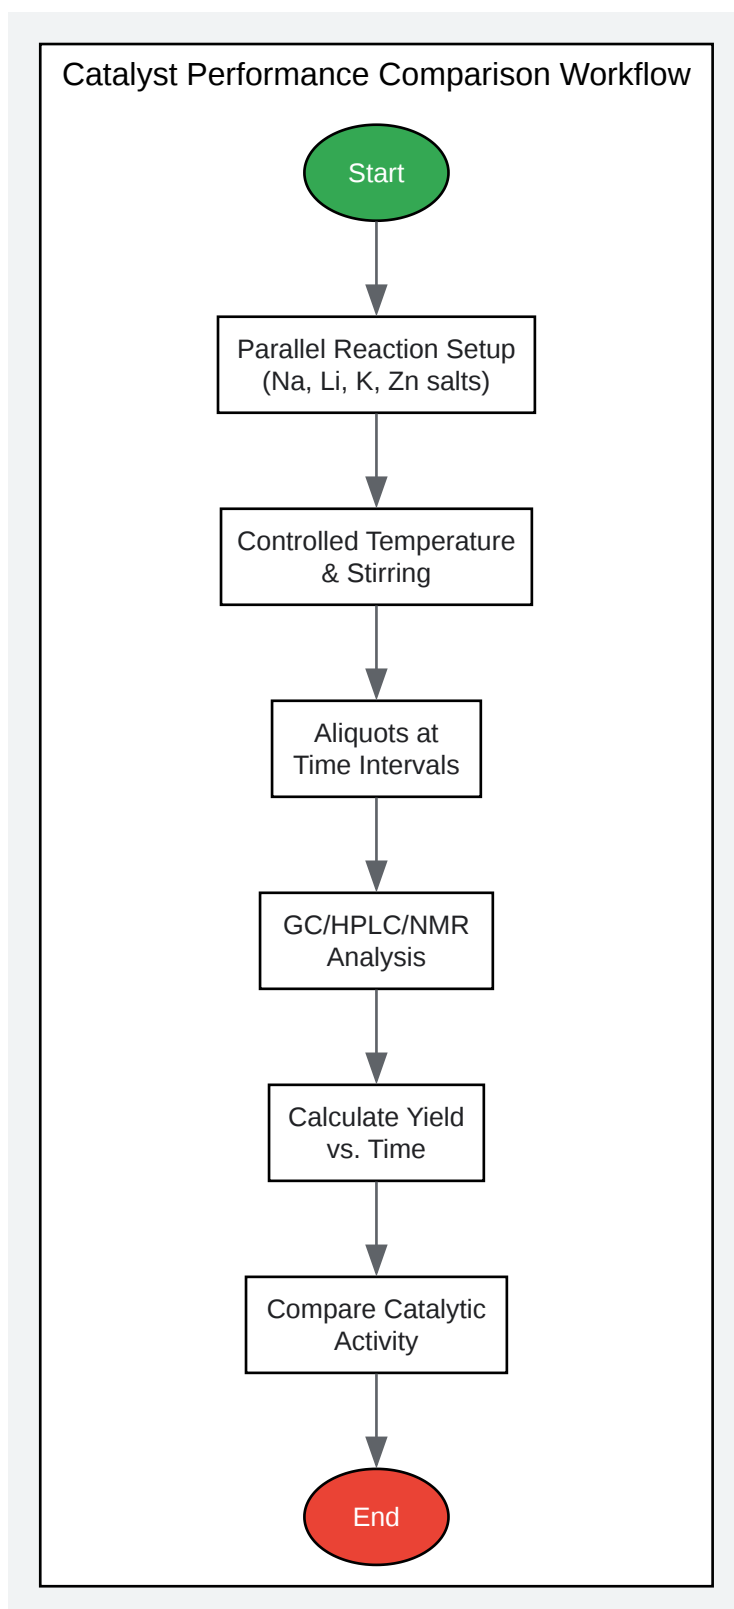 Catalyst Performance Comparison Workflow
Start
Parallel Reaction Setup
(Na, Li, K, Zn salts)
Controlled Temperature
& Stirring
Aliquots at
Time Intervals
GC/HPLC/NMR
Analysis
Calculate Yield
vs. Time
Compare Catalytic
Activity
End